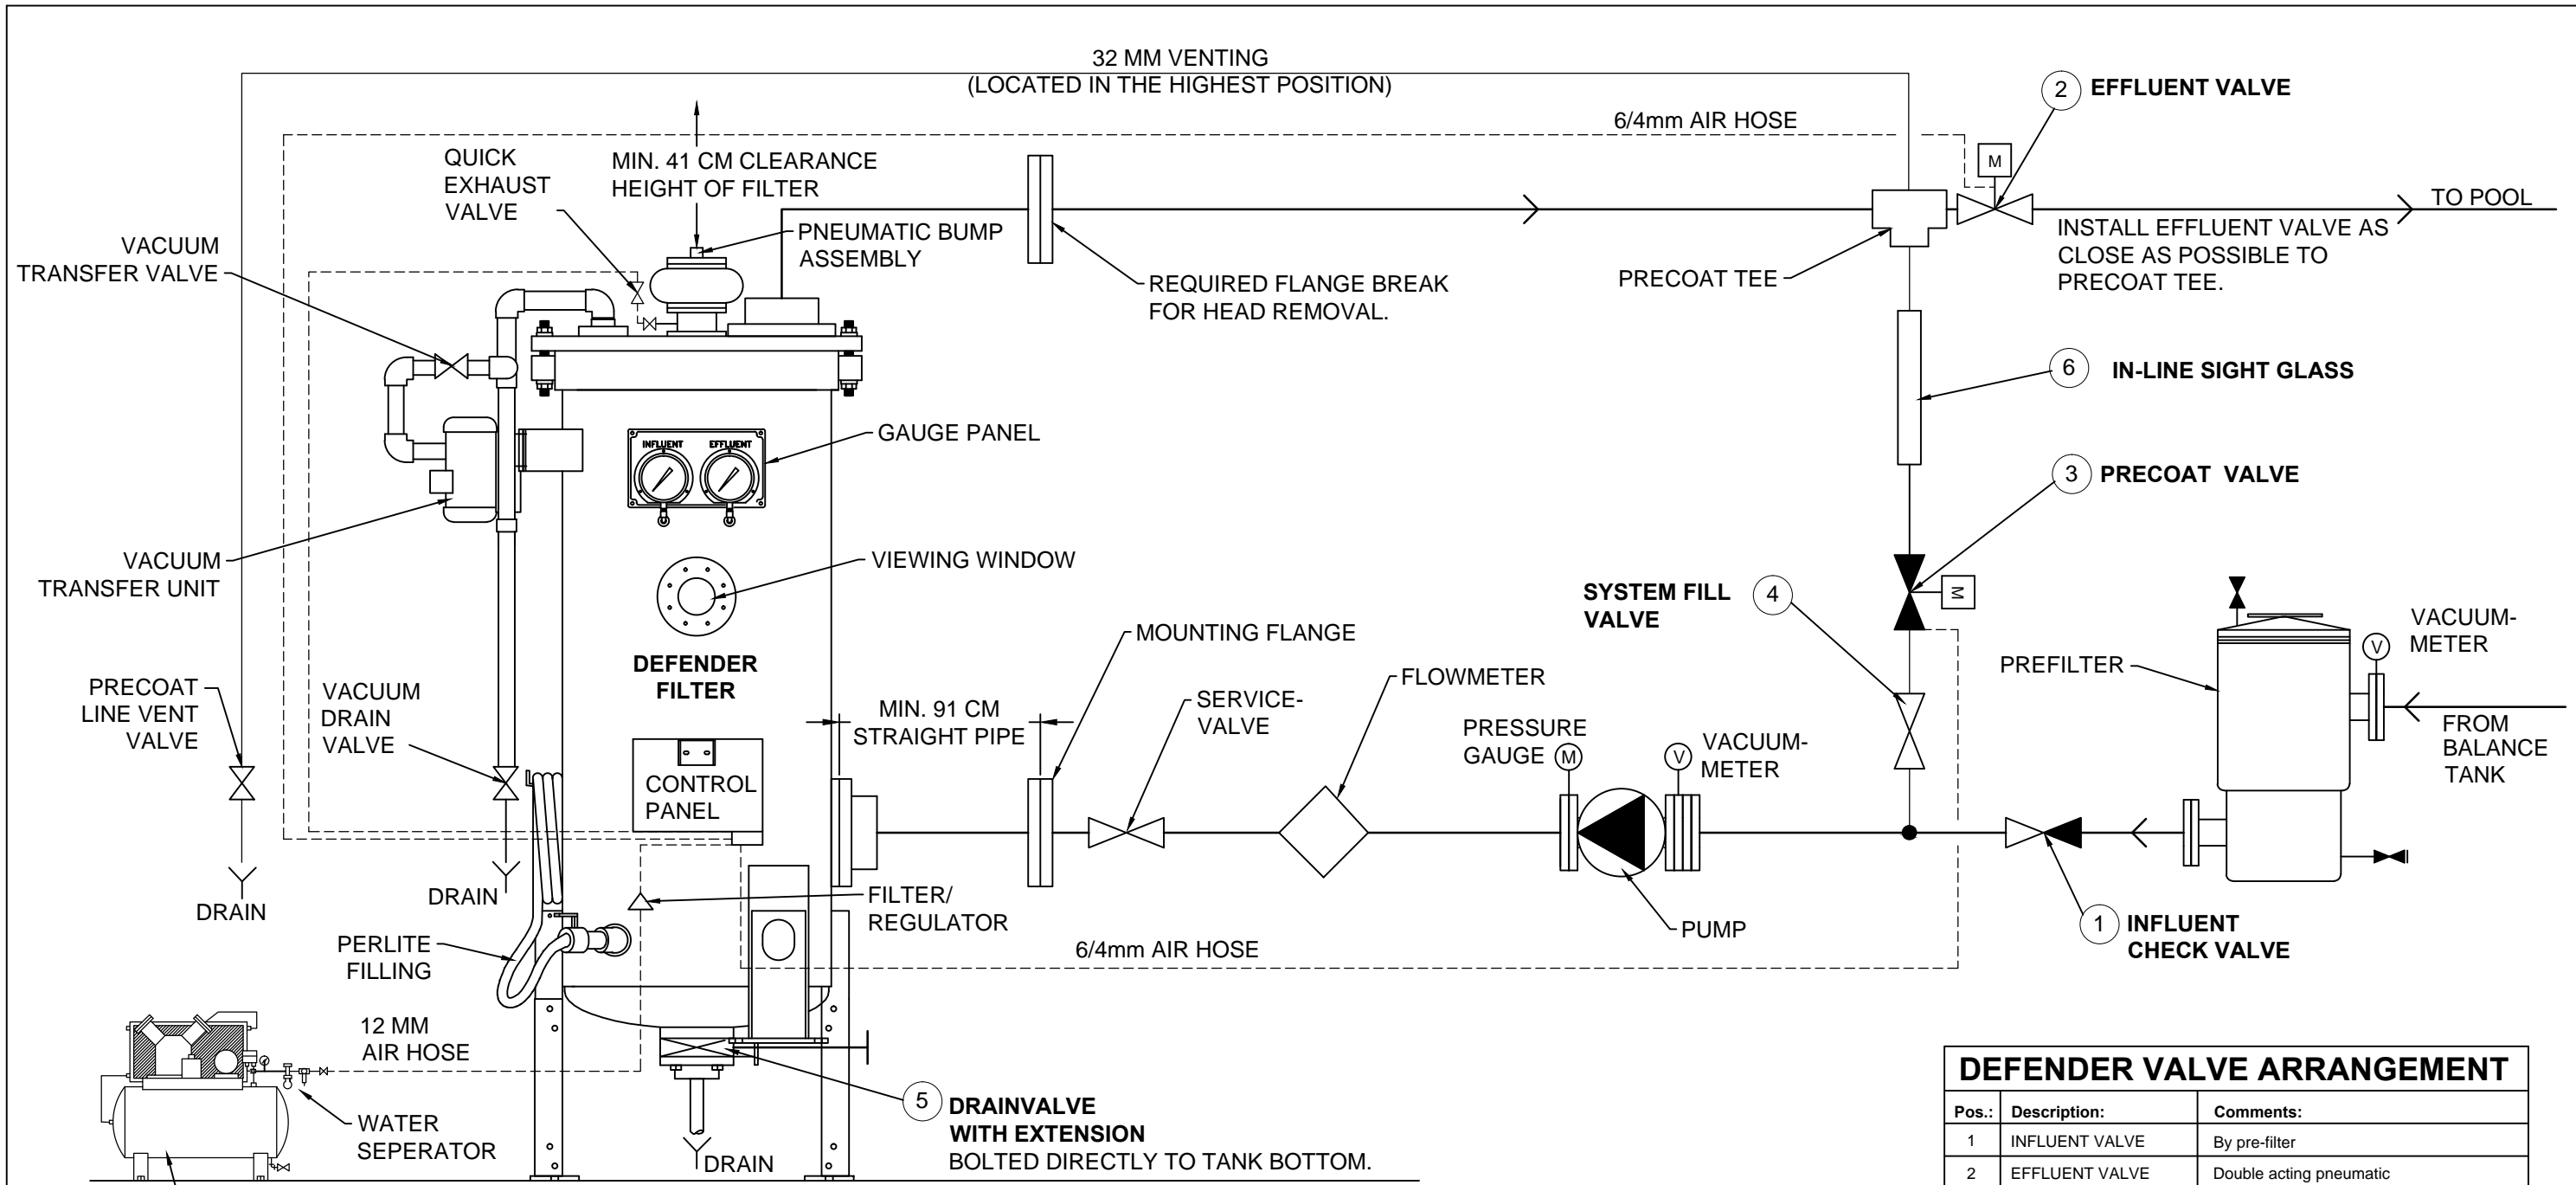 32 MM VENTING
(LOCATED IN THE HIGHEST POSITION)
2
EFFLUENT VALVE
6/4mm AIR HOSE
M
QUICK
EXHAUST
VALVE
MIN. 41 CM CLEARANCE
HEIGHT OF FILTER
TO POOL
PNEUMATIC BUMP
ASSEMBLY
INSTALL EFFLUENT VALVE AS
CLOSE AS POSSIBLE TO
PRECOAT TEE.
VACUUM
TRANSFER VALVE
REQUIRED FLANGE BREAK
FOR HEAD REMOVAL.
PRECOAT TEE
6
IN-LINE SIGHT GLASS
GAUGE PANEL
INFLUENT
EFFLUENT
3
PRECOAT VALVE
VACUUM
TRANSFER UNIT
VIEWING WINDOW
SYSTEM FILL
VALVE
4
M
VACUUM-
METER
V
MOUNTING FLANGE
PREFILTER
DEFENDER
FILTER
PRECOAT
LINE VENT
VALVE
VACUUM
DRAIN
VALVE
FLOWMETER
MIN. 91 CM
STRAIGHT PIPE
SERVICE-
VALVE
PRESSURE
GAUGE
M
V
VACUUM-
METER
FROM
BALANCE
TANK
CONTROL
PANEL
DRAIN
DRAIN
FILTER/
REGULATOR
PUMP
1
INFLUENT
CHECK VALVE
PERLITE
FILLING
6/4mm AIR HOSE
12 MM
AIR HOSE
WATER
SEPERATOR
5
DRAINVALVE
WITH EXTENSION
BOLTED DIRECTLY TO TANK BOTTOM.
DRAIN
DEFENDER VALVE ARRANGEMENT
Pos.: Description: Comments:
1 INFLUENT VALVE By pre-filter
2 EFFLUENT VALVE Double acting pneumatic